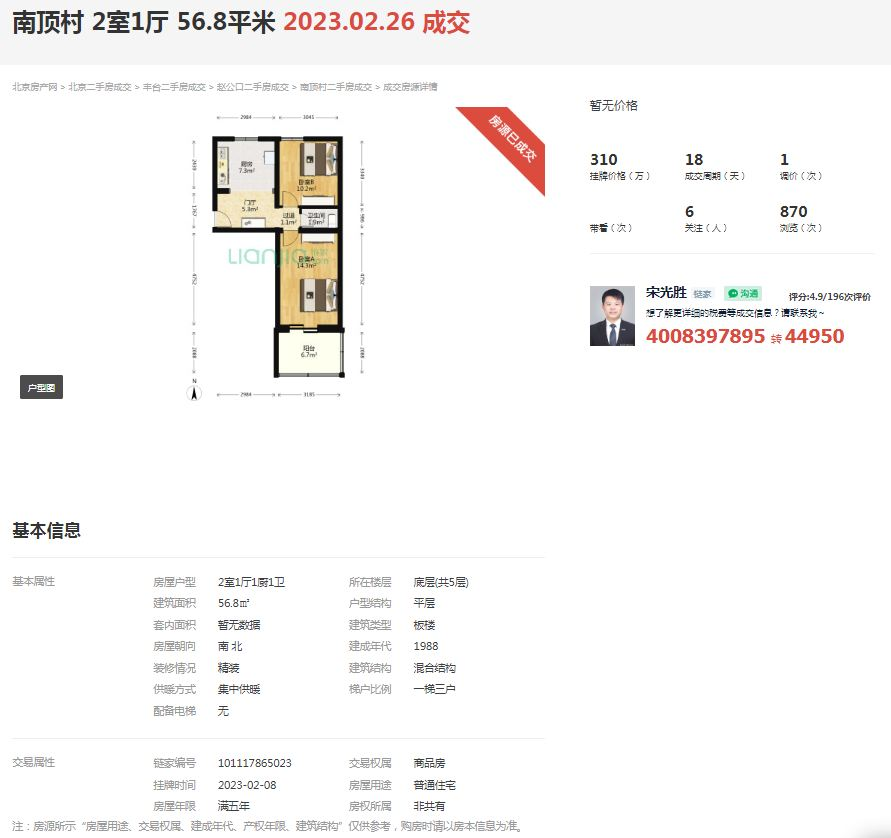 南顶村 2室1厅 56.8平米 2023.02.26 成交
北京房产网 > 北京二手房成交 > 丰台二手房成交 > 赵公口二手房成交 > 南顶村二手房成交 > 成交房源详情
房源已成交
2984 3045
厨房
7.3m²
卧室B
10.2m²
门厅
5.8m²
过道
1.1m²
卫生间
1.9m²
LIANJIA
卧室A
14.3m²
4752 4752
阳台
6.7m²
N
2984 3185
户型图
暂无价格
310 18 1
挂牌价格（万） 成交周期（天） 调价（次）
6 870
带看（次） 关注（人） 浏览（次）
宋光胜 链家 沟通 评分:4.9/196次评价
想了解更详细的税费等成交信息？请联系我~
4008397895 转 44950
基本信息
基本属性 房屋户型 2室1厅1厨1卫 所在楼层 底层(共5层)
建筑面积 56.8㎡ 户型结构 平层
套内面积 暂无数据 建筑类型 板楼
房屋朝向 南 北 建成年代 1988
装修情况 精装 建筑结构 混合结构
供暖方式 集中供暖 梯户比例 一梯三户
配备电梯 无
交易属性 链家编号 101117865023 交易权属 商品房
挂牌时间 2023-02-08 房屋用途 普通住宅
房屋年限 满五年 房权所属 非共有
注：房源所示“房屋用途、交易权属、建成年代、产权年限、建筑结构”仅供参考，购房时请以房本信息为准。